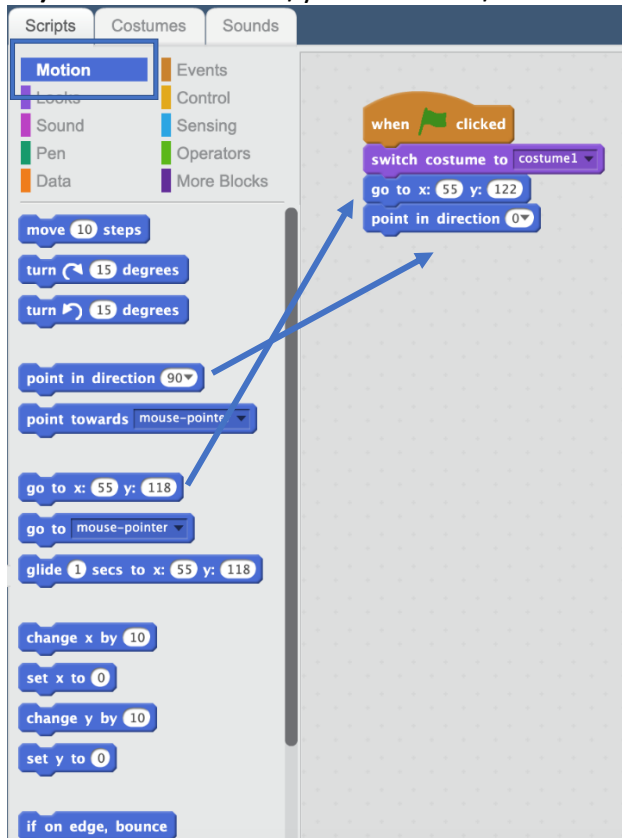 Scripts Costumes Sounds
Motion Events
Looks Control
Sound Sensing
Pen Operators
Data More Blocks
move 10 steps
turn 15 degrees
turn 15 degrees
point in direction 90
point towards mouse-pointe
go to x: 55 y: 118
go to mouse-pointer
glide 1 secs to x: 55 y: 118
change x by 10
set x to 0
change y by 10
set y to 0
if on edge, bounce
when clicked
switch costume to costume1
go to x: 55 y: 122
point in direction 0